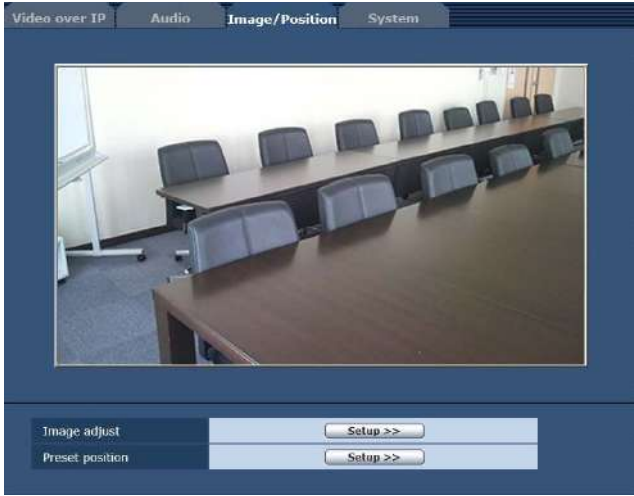 Video over IP Audio Image/Position System
Image adjust Setup >>
Preset position Setup >>